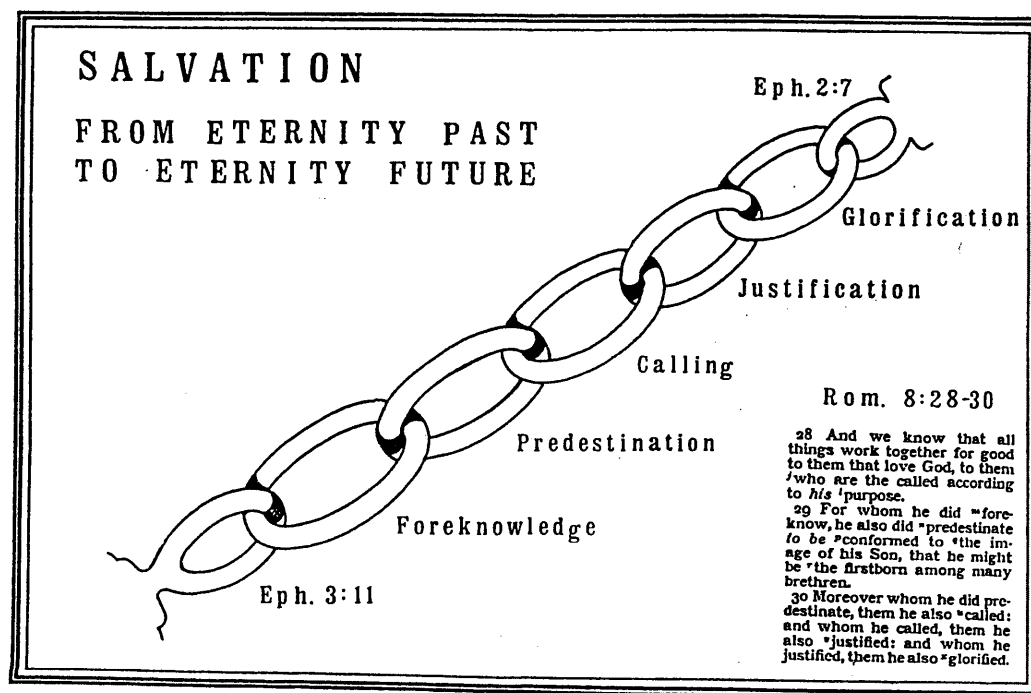 SALVATION
FROM ETERNITY PAST
TO ETERNITY FUTURE
Eph. 2:7
Glorification
Justification
Calling
Predestination
Foreknowledge
Eph. 3:11
Rom. 8:28-30
28 And we know that all
things work together for good
to them that love God, to them
who are the called according
to his purpose.
29 For whom he did fore-
know, he also did predestinate
to be conformed to the im-
age of his Son, that he might
be the firstborn among many
brethren.
30 Moreover whom he did pre-
destinate, them he also called:
and whom he called, them he
also justified: and whom he
justified, them he also glorified.